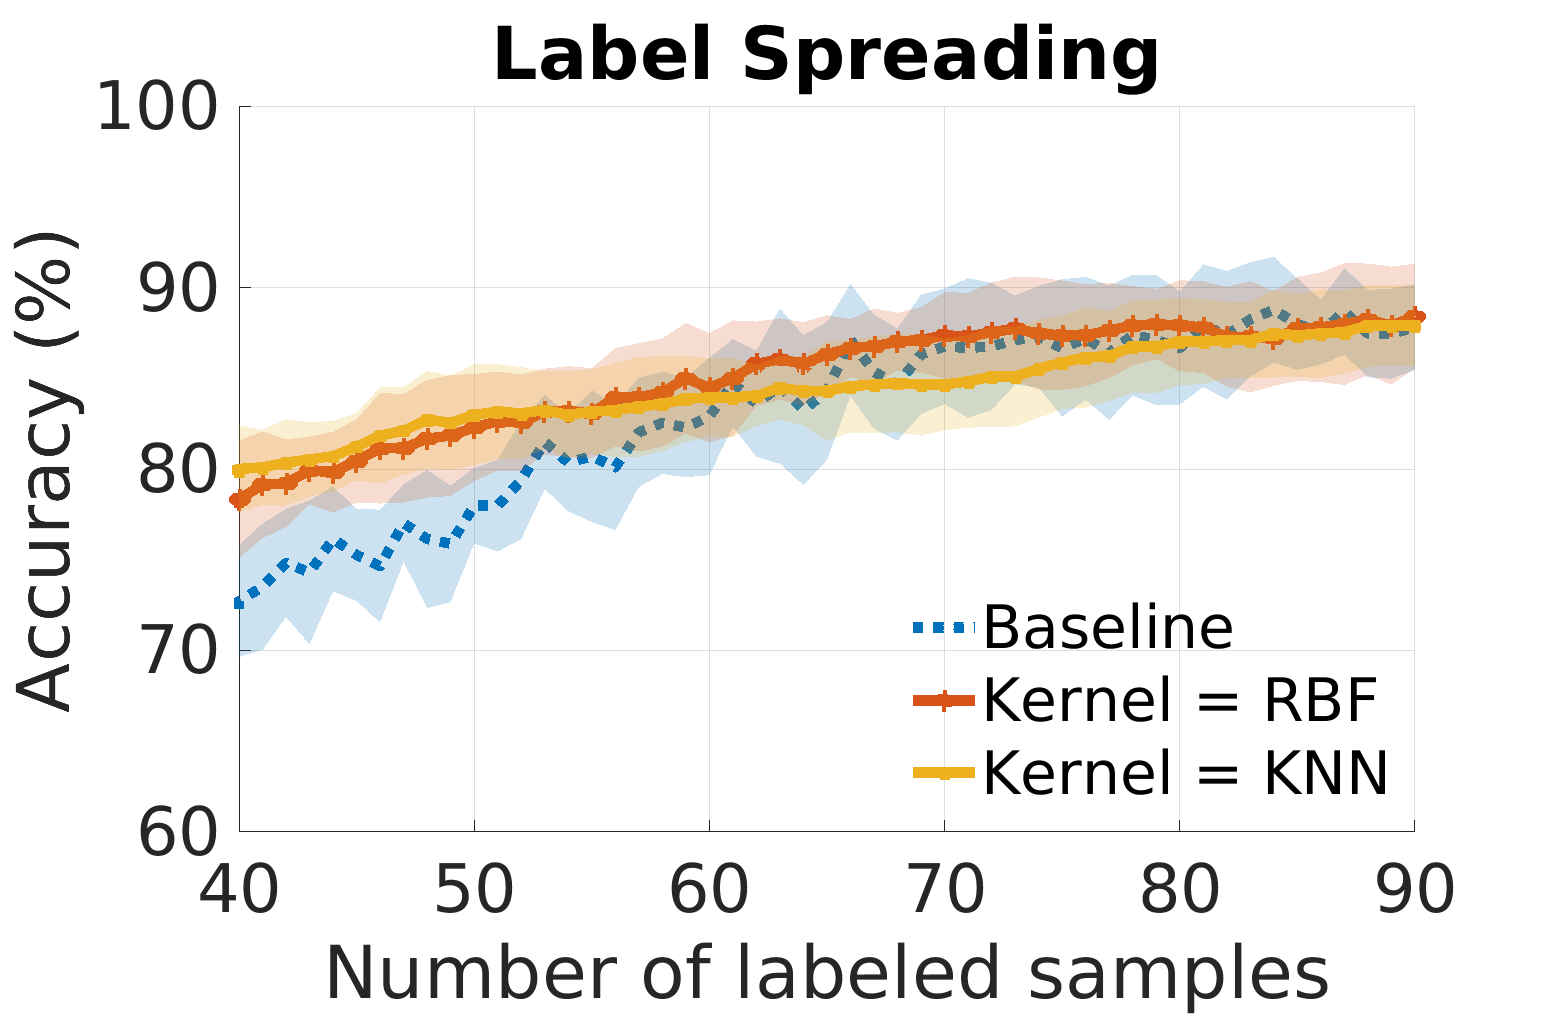 Label Spreading
100
90
80
70
60
Accuracy (%)
40 50 60 70 80 90
Number of labeled samples
Baseline
Kernel = RBF
Kernel = KNN